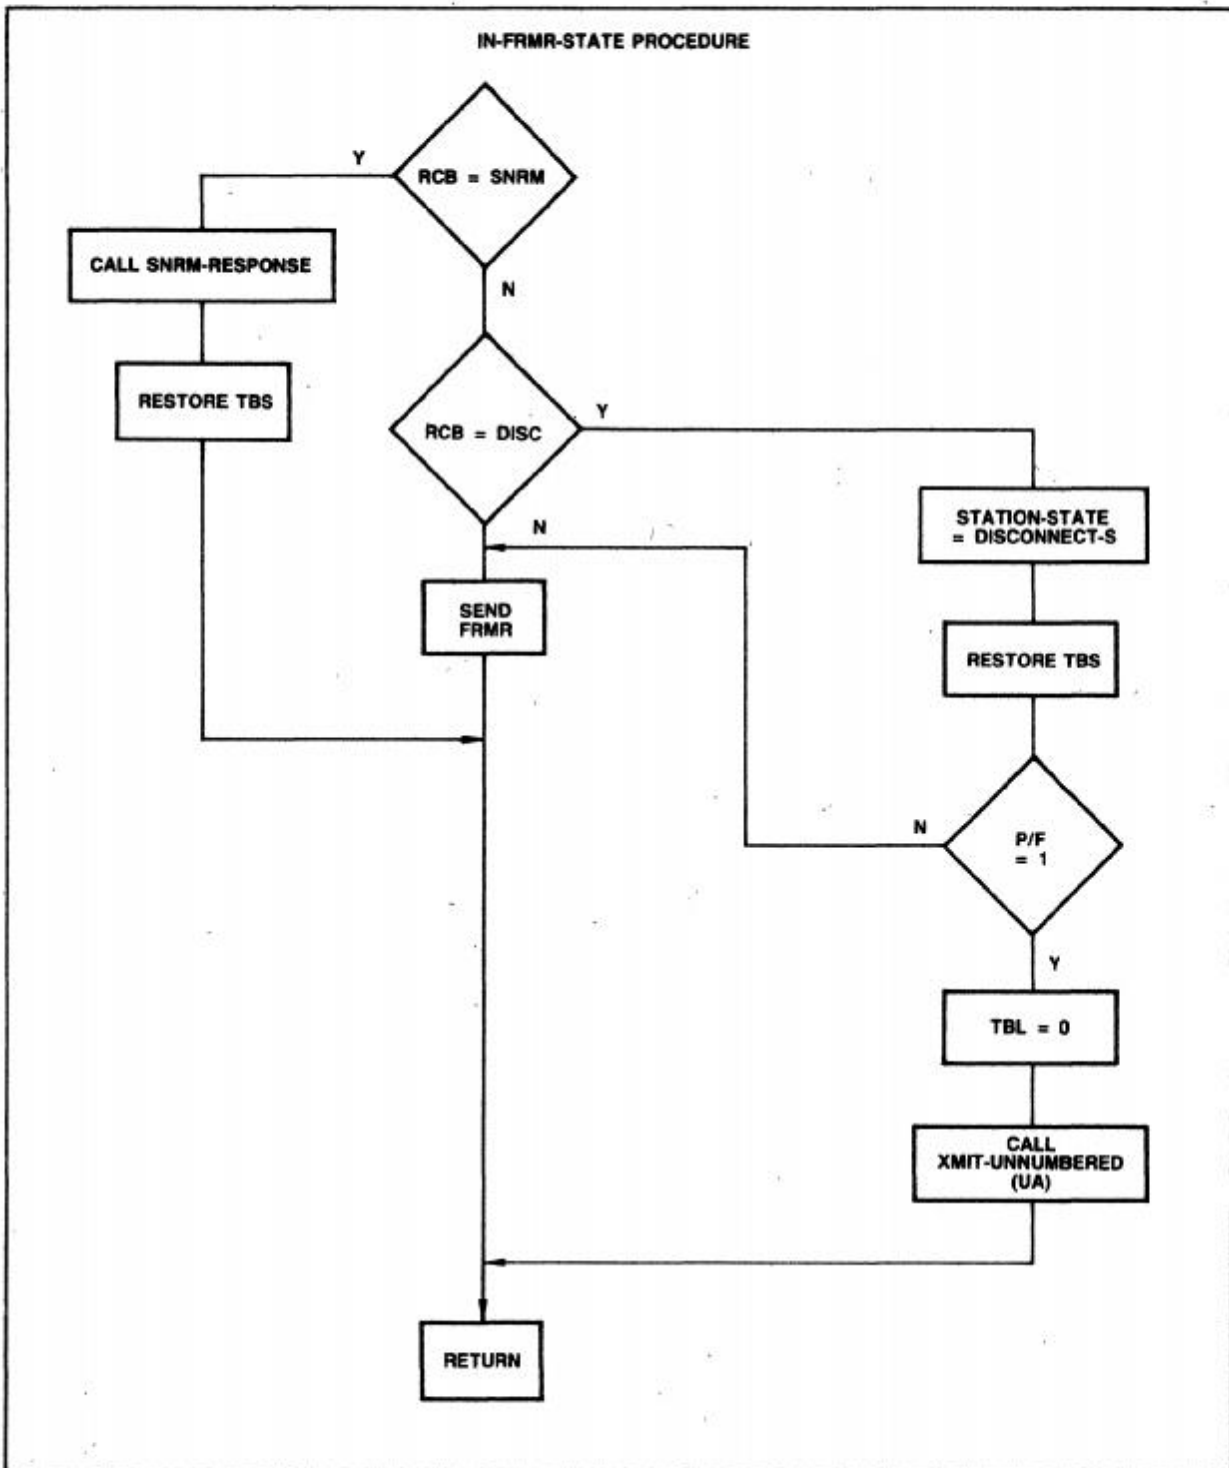 IN-FRMR-STATE PROCEDURE
RCB = SNRM
Y
N
CALL SNRM-RESPONSE
RESTORE TBS
RCB = DISC
Y
N
STATION-STATE
= DISCONNECT-S
SEND
FRMR
RESTORE TBS
P/F
= 1
N
Y
TBL = 0
CALL
XMIT-UNNUMBERED
(UA)
RETURN